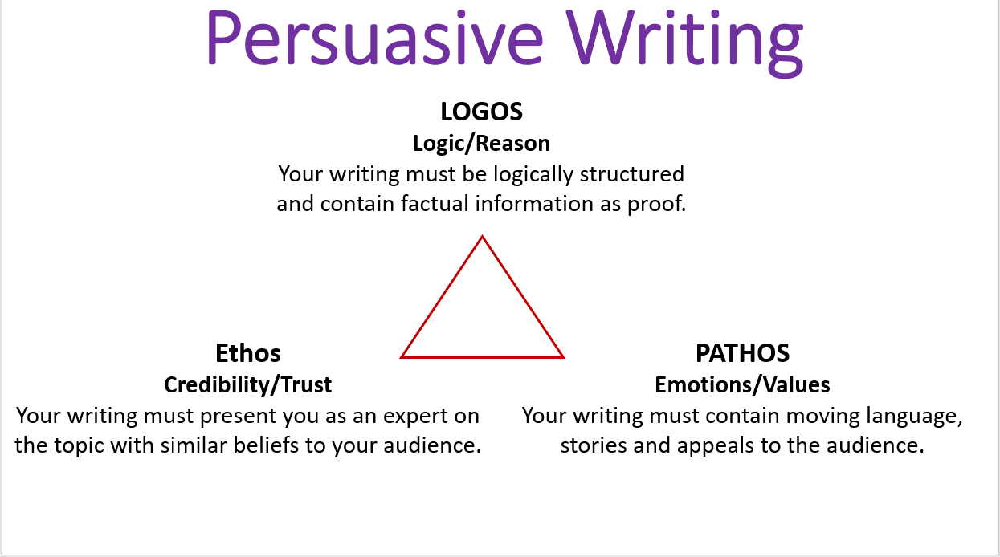 Persuasive Writing
LOGOS
Logic/Reason
Your writing must be logically structured
and contain factual information as proof.
Ethos
Credibility/Trust
Your writing must present you as an expert on
the topic with similar beliefs to your audience.
PATHOS
Emotions/Values
Your writing must contain moving language,
stories and appeals to the audience.